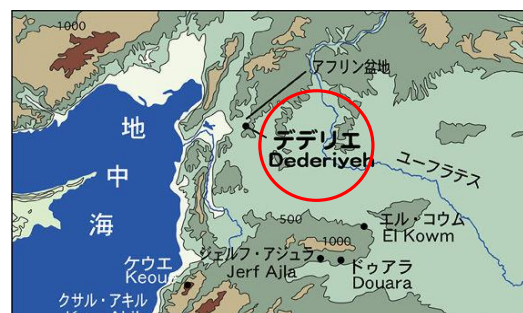 1000
アフリン盆地
デデリエ
Dederiyeh
地
中
海
ユーフラテス
500
エル・コウム
El Kowm
ジェルフ・アジュラ
Jerf Ajla
1000
ドゥアラ
Douara
ケウエ
Keoue
クサル・アキル